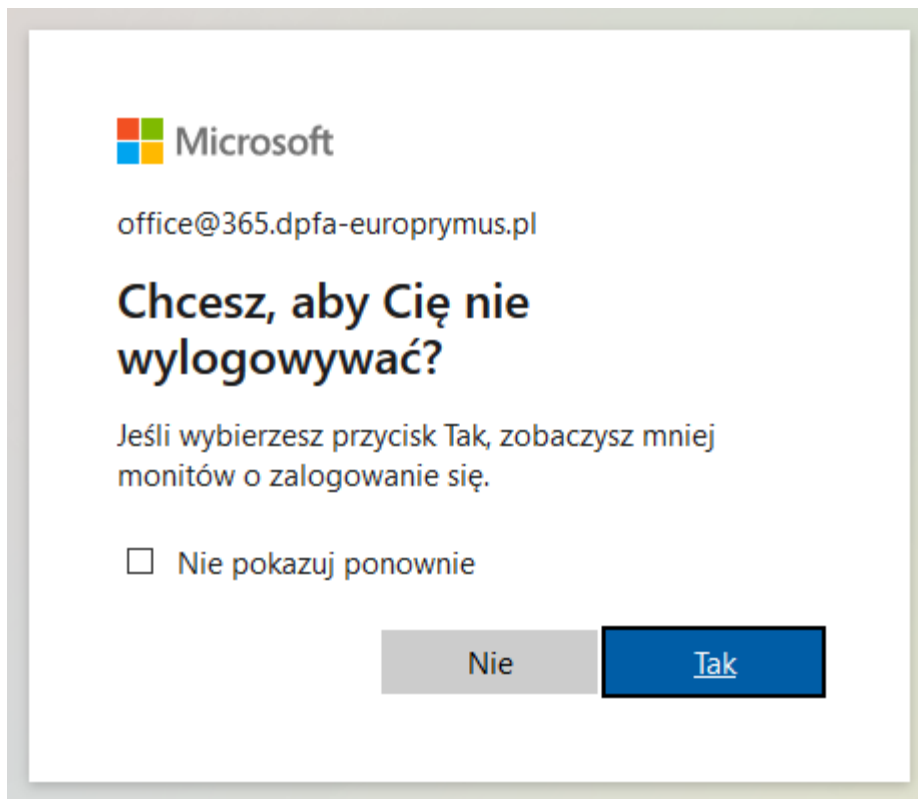 Microsoft
office@365.dpfa-europrymus.pl
Chcesz, aby Cię nie
wylogowywać?
Jeśli wybierzesz przycisk Tak, zobaczysz mniej
monitów o zalogowanie się.
Nie pokazuj ponownie
Nie
Tak